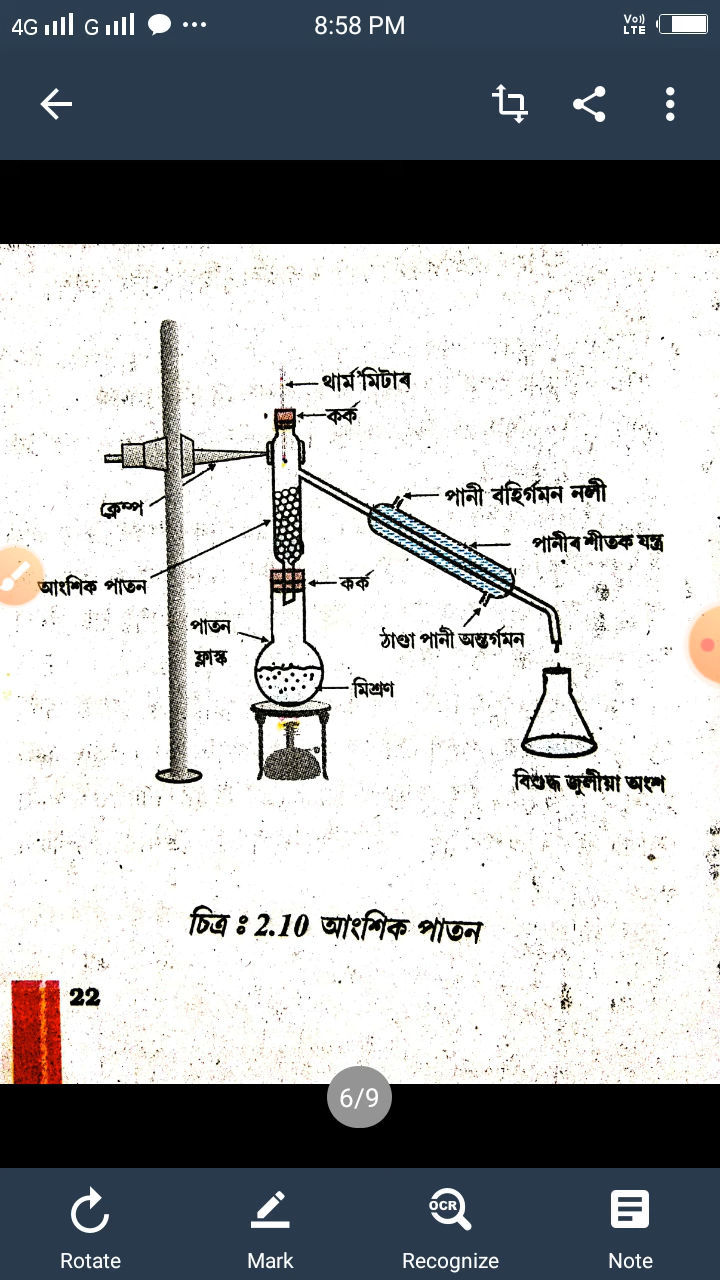 4G G 8:58 PM Vo)) LTE
থাৰ্ম'মিটাৰ
কৰ্ক
ক্লেম্প
পানী বহিৰ্গমন নলী
পানীৰ শীতক যন্ত্ৰ
আংশিক পাতন
কৰ্ক
পাতন
ফ্লাস্ক
ঠাণ্ডা পানী অন্তৰ্গমন
মিশ্ৰণ
বিশুদ্ধ জুলীয়া অংশ
চিত্ৰ : 2.10 আংশিক পাতন
22
6/9
OCR
Rotate Mark Recognize Note